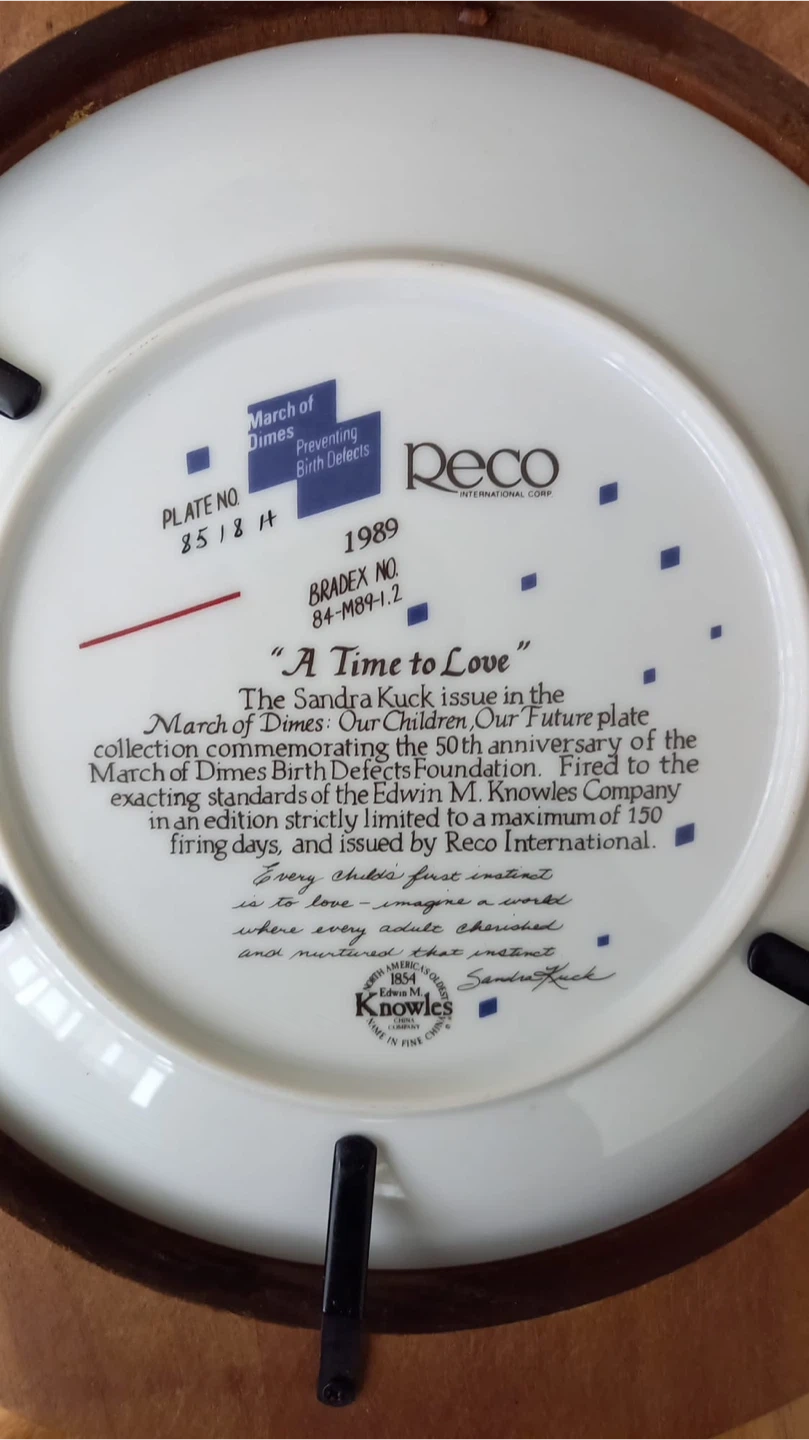 March of
Dimes
Preventing
Birth Defects
Reco
INTERNATIONAL CORP.
PLATE NO.
8518 H
1989
BRADEX NO.
84-M89-1.2
"A Time to Love"
The Sandra Kuck issue in the
March of Dimes: Our Children, Our Future plate
collection commemorating the 50th anniversary of the
March of Dimes Birth Defects Foundation. Fired to the
exacting standards of the Edwin M. Knowles Company
in an edition strictly limited to a maximum of 150
firing days, and issued by Reco International.
Every child's first instinct
is to love – imagine a world
where every adult cherished
and nurtured that instinct
Sandra Kuck
NORTH AMERICA'S OLDEST
1854
Edwin M.
Knowles
CHINA
COMPANY
NAME IN FINE CHINA